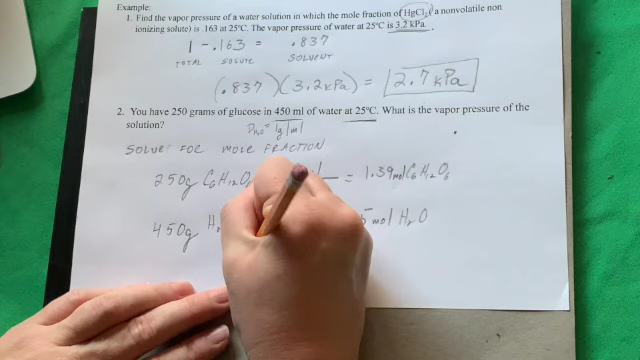 Example:
1. Find the vapor pressure of a water solution in which the mole fraction of HgCl₂ (a nonvolatile non
ionizing solute) is .163 at 25°C. The vapor pressure of water at 25°C is 3.2 kPa.
1 - .163 = .837
TOTAL SOLUTE SOLVENT
(.837)(3.2kPa) = 2.7 kPa
2. You have 250 grams of glucose in 450 ml of water at 25°C. What is the vapor pressure of the
solution?
D H₂O = 1g/ml
SOLVE FOR MOLE FRACTION
250g C₆H₁₂O₆ = 1.39 mol C₆H₁₂O₆
450g mol H₂O